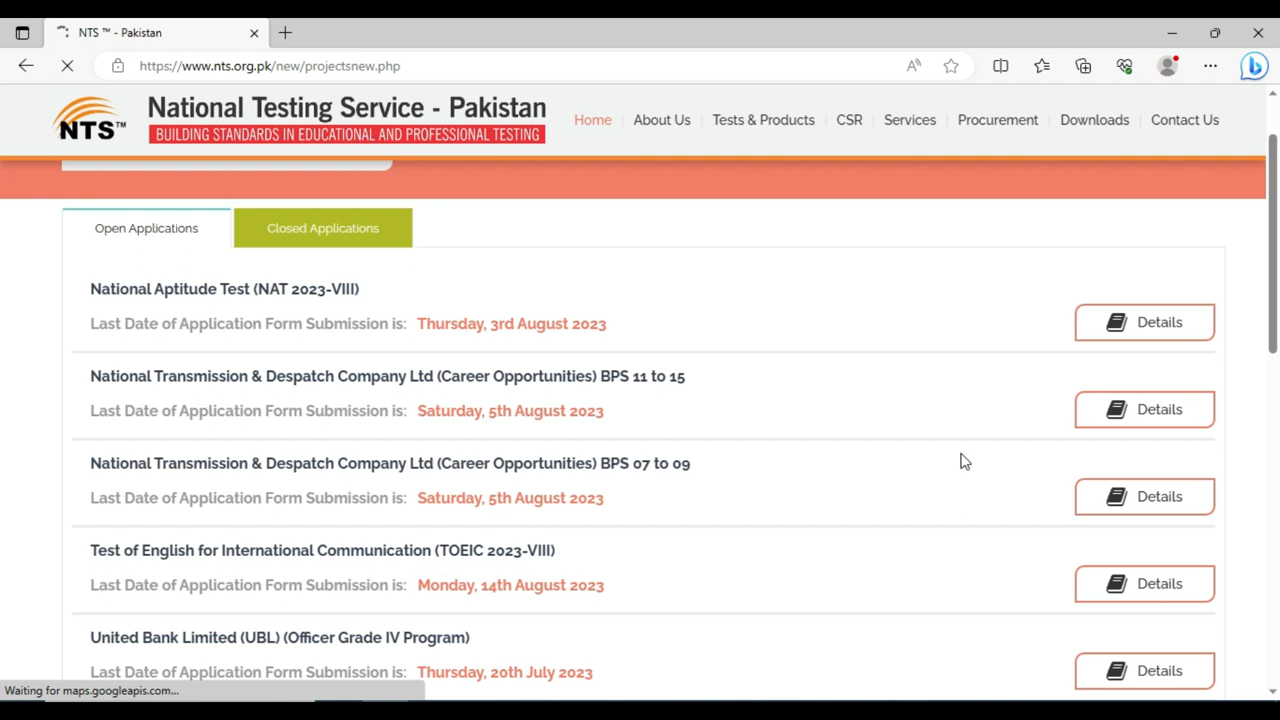 NTS ™ - Pakistan
https://www.nts.org.pk/new/projectsnew.php
NTS™
National Testing Service - Pakistan
BUILDING STANDARDS IN EDUCATIONAL AND PROFESSIONAL TESTING
Home About Us Tests & Products CSR Services Procurement Downloads Contact Us
Open Applications Closed Applications
National Aptitude Test (NAT 2023-VIII)
Last Date of Application Form Submission is: Thursday, 3rd August 2023 Details
National Transmission & Despatch Company Ltd (Career Opportunities) BPS 11 to 15
Last Date of Application Form Submission is: Saturday, 5th August 2023 Details
National Transmission & Despatch Company Ltd (Career Opportunities) BPS 07 to 09
Last Date of Application Form Submission is: Saturday, 5th August 2023 Details
Test of English for International Communication (TOEIC 2023-VIII)
Last Date of Application Form Submission is: Monday, 14th August 2023 Details
United Bank Limited (UBL) (Officer Grade IV Program)
Last Date of Application Form Submission is: Thursday, 20th July 2023 Details
Waiting for maps.googleapis.com...